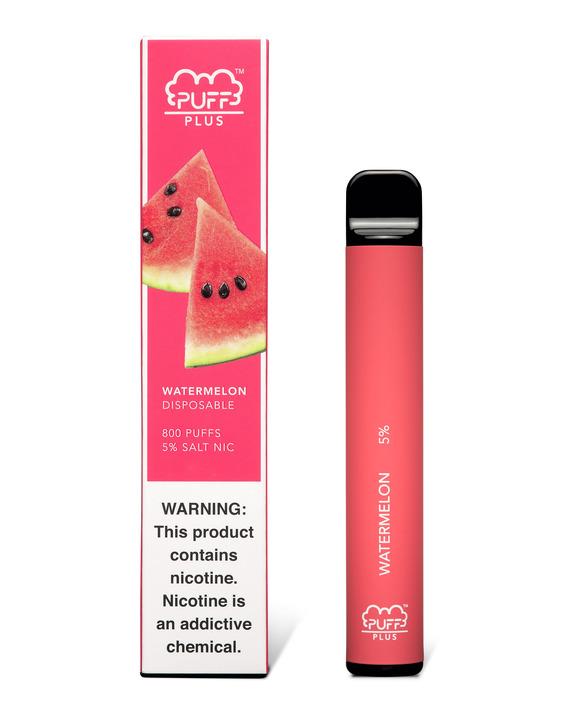 PUFF™
PLUS
WATERMELON
DISPOSABLE
800 PUFFS
5% SALT NIC
WARNING:
This product
contains
nicotine.
Nicotine is
an addictive
chemical.
WATERMELON 5%
PUFF™
PLUS